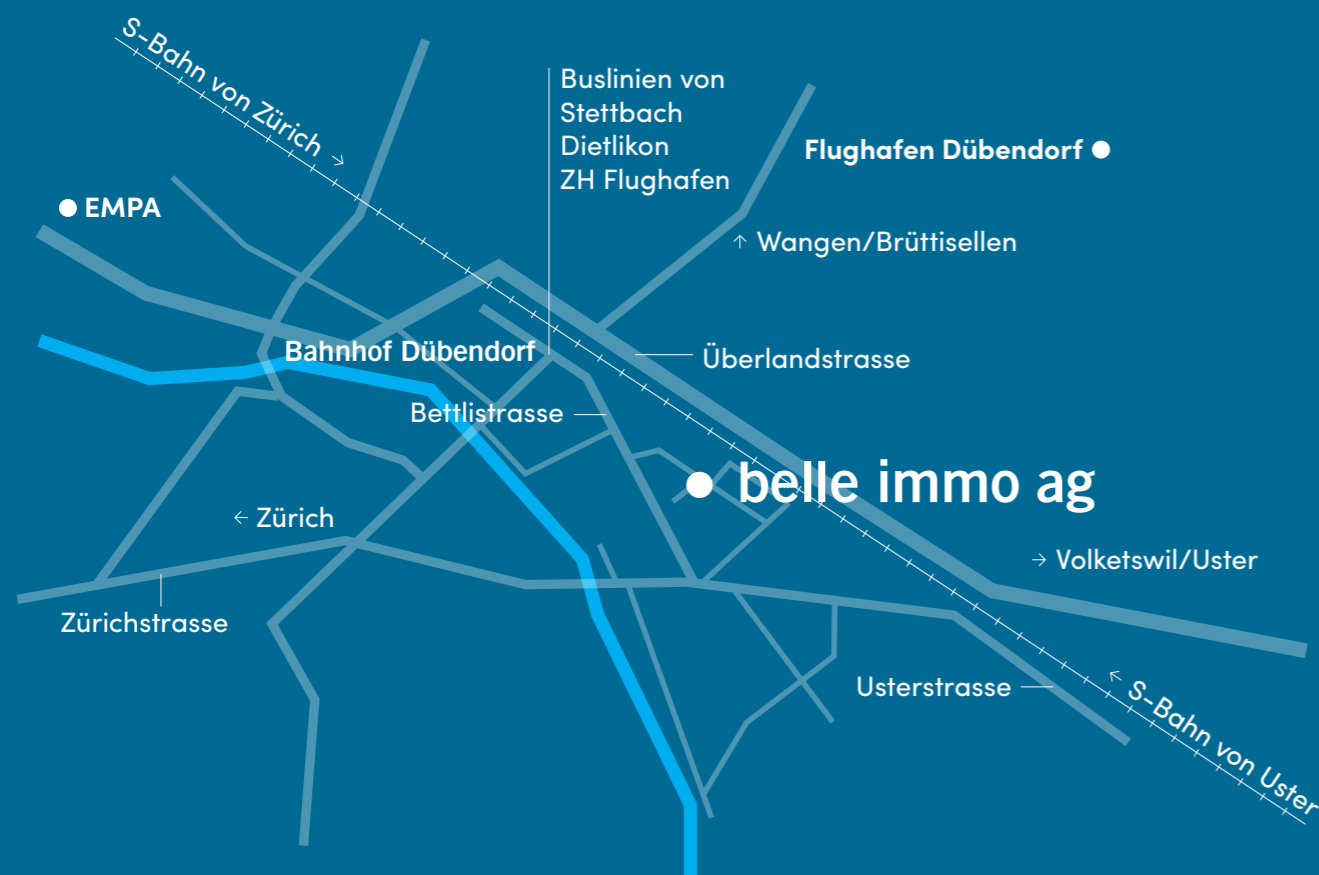 S-Bahn von Zürich →
Buslinien von
Stettbach
Dietlikon
ZH Flughafen
Flughafen Dübendorf
EMPA
↑ Wangen/Brüttisellen
Bahnhof Dübendorf
Überlandstrasse
Bettlistrasse
belle immo ag
← Zürich
→ Volketswil/Uster
Zürichstrasse
Usterstrasse
← S-Bahn von Uster